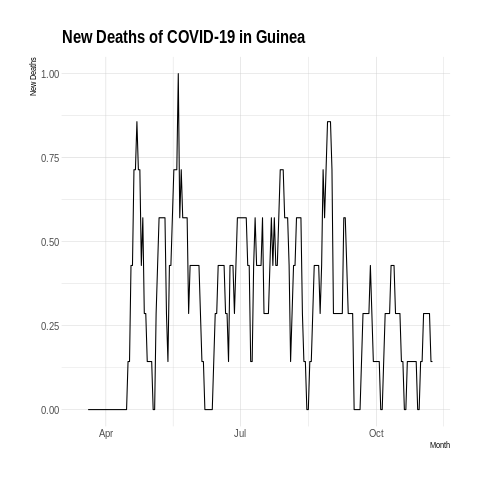 New Deaths of COVID-19 in Guinea
New Deaths
1.00
0.75
0.50
0.25
0.00
Apr
Jul
Oct
Month